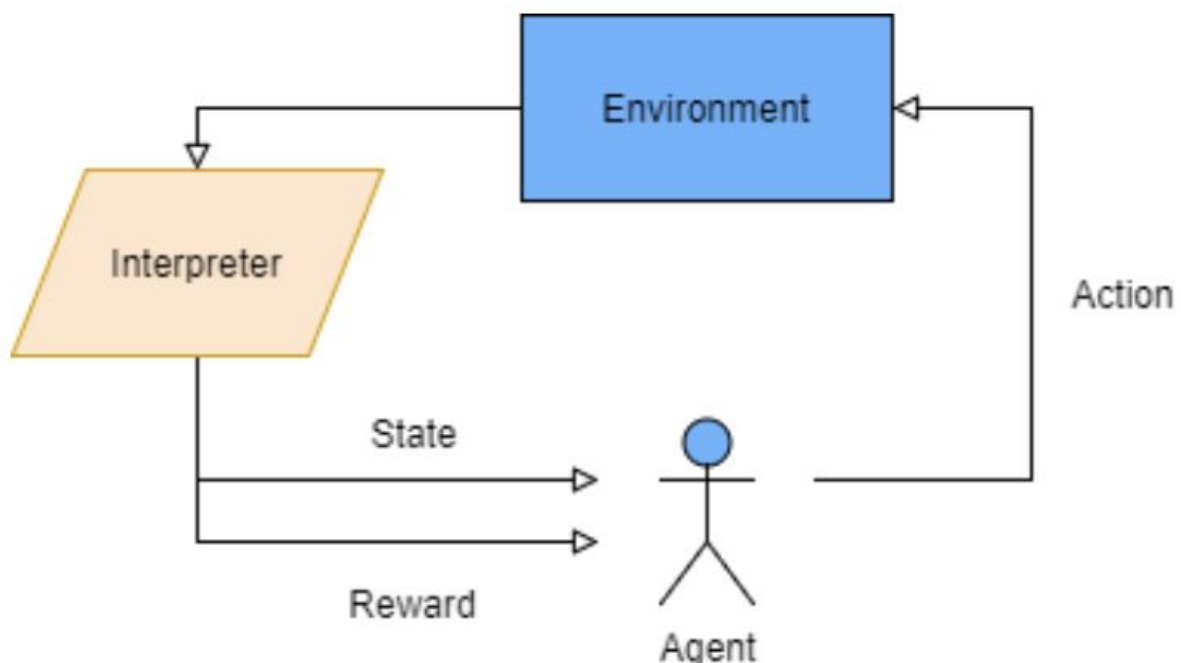 Environment
Interpreter
Action
State
Reward
Agent